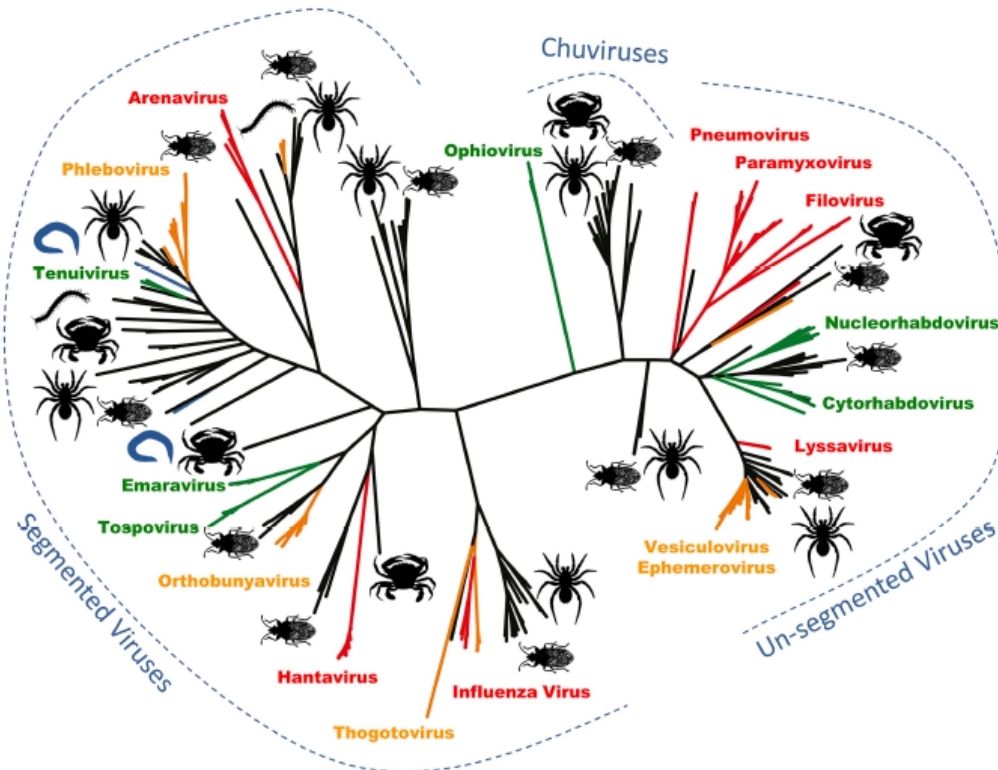 Chuviruses
Arenavirus
Pneumovirus
Ophiovirus
Paramyxovirus
Phlebovirus
Filovirus
Tenuivirus
Nucleorhabdovirus
Cytorhabdovirus
Lyssavirus
Emaravirus
Tospovirus
Vesiculovirus
Ephemerovirus
Orthobunyavirus
Segmented Viruses
Un-segmented Viruses
Hantavirus
Influenza Virus
Thogotovirus